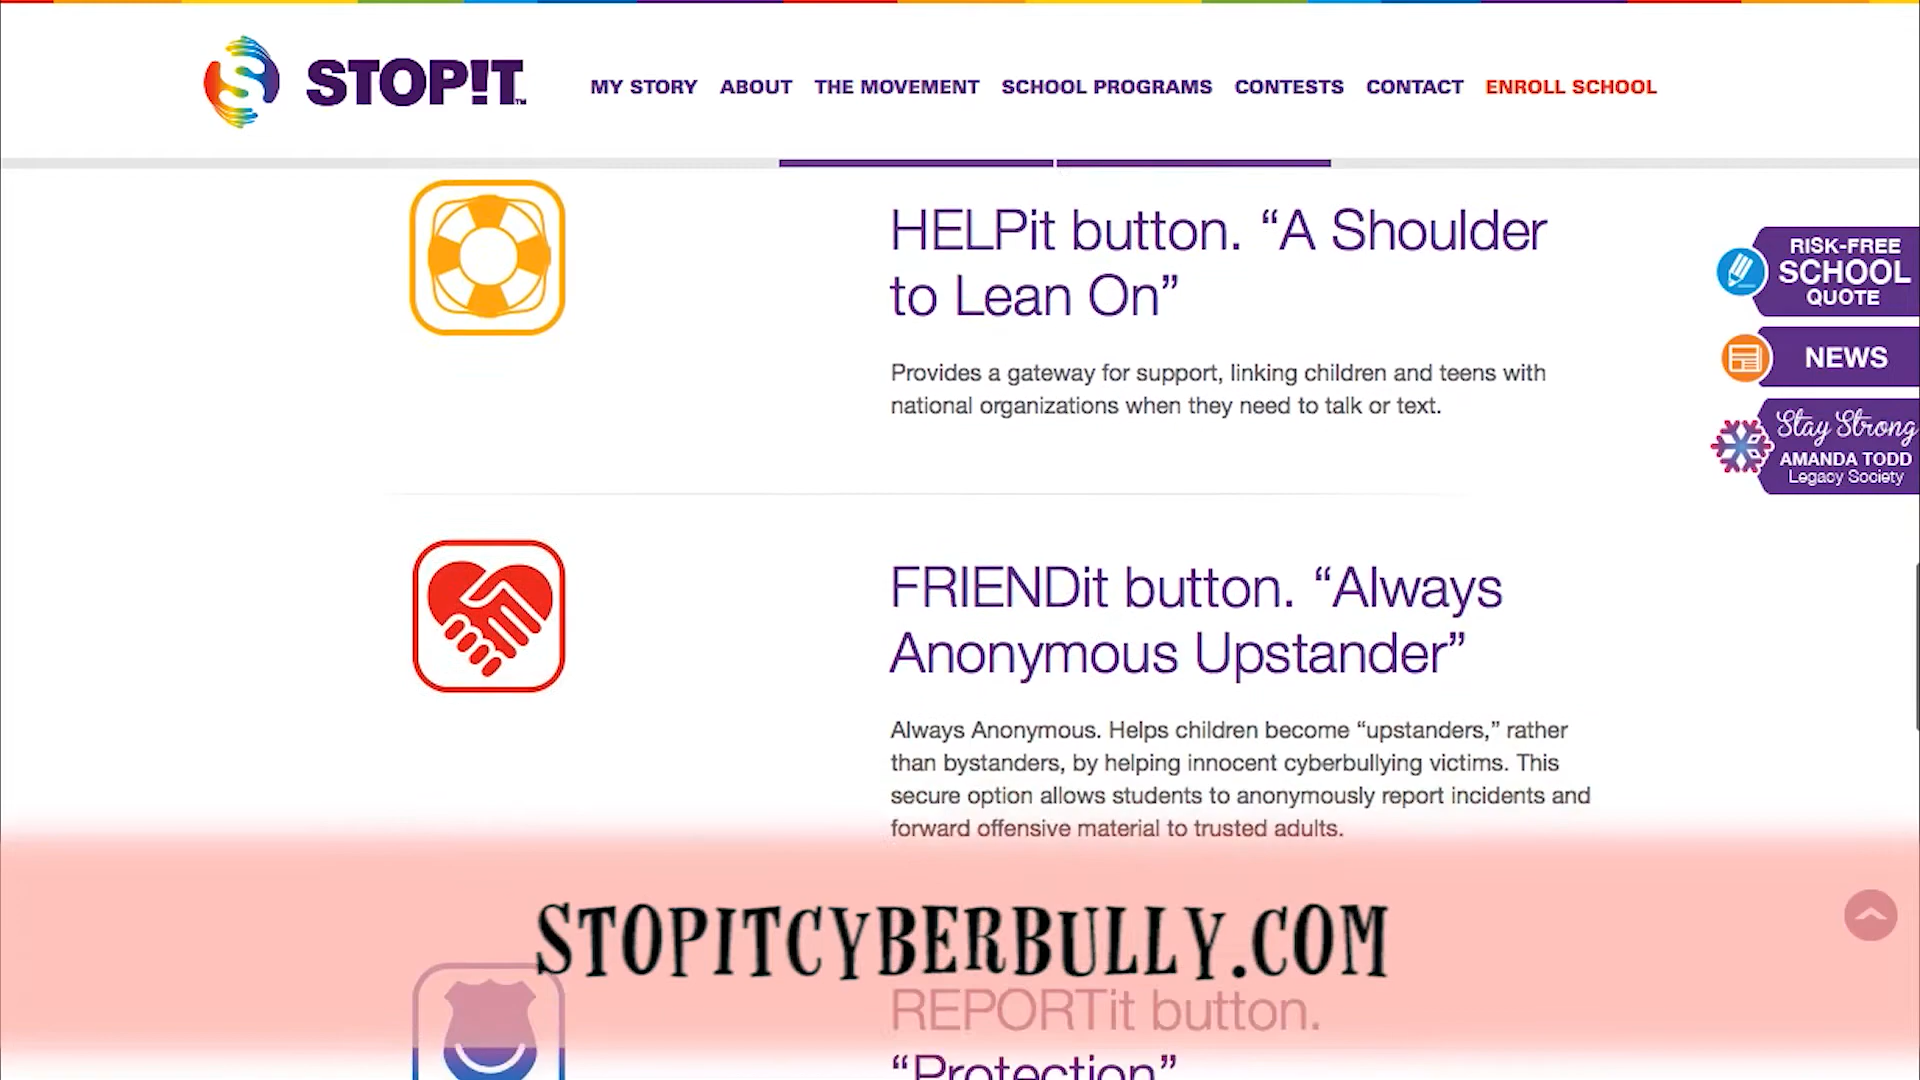 STOP!T™
MY STORY ABOUT THE MOVEMENT SCHOOL PROGRAMS CONTESTS CONTACT ENROLL SCHOOL
HELPit button. “A Shoulder
to Lean On”
Provides a gateway for support, linking children and teens with
national organizations when they need to talk or text.
RISK-FREE
SCHOOL
QUOTE
NEWS
Stay Strong
AMANDA TODD
Legacy Society
FRIENDit button. “Always
Anonymous Upstander”
Always Anonymous. Helps children become “upstanders,” rather
than bystanders, by helping innocent cyberbullying victims. This
secure option allows students to anonymously report incidents and
forward offensive material to trusted adults.
STOPITCYBERBULLY.COM
REPORTit button.
“Protection”